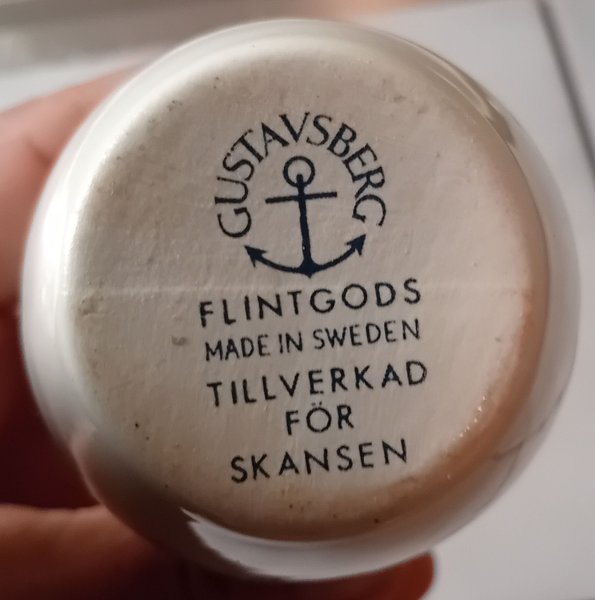 GUSTAVSBERG
FLINTGODS
MADE IN SWEDEN
TILLVERKAD
FÖR
SKANSEN